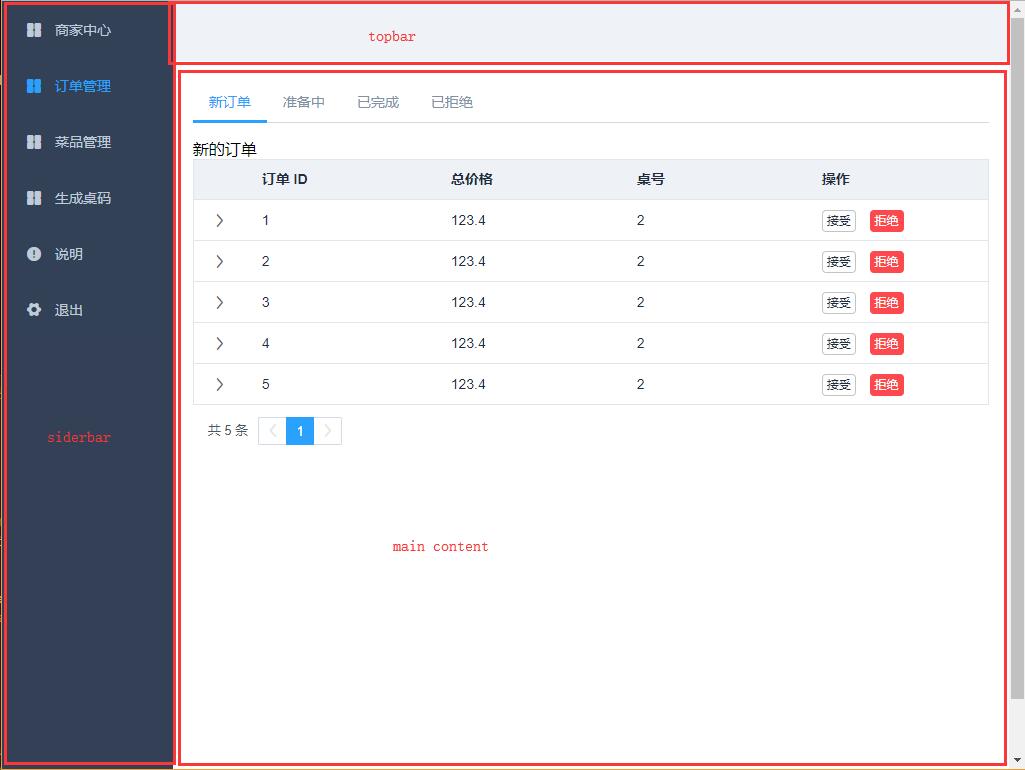 商家中心
订单管理
菜品管理
生成桌码
说明
退出
siderbar
topbar
新订单 准备中 已完成 已拒绝
新的订单
订单 ID 总价格 桌号 操作
1 123.4 2 接受 拒绝
2 123.4 2 接受 拒绝
3 123.4 2 接受 拒绝
4 123.4 2 接受 拒绝
5 123.4 2 接受 拒绝
共 5 条 1
main content